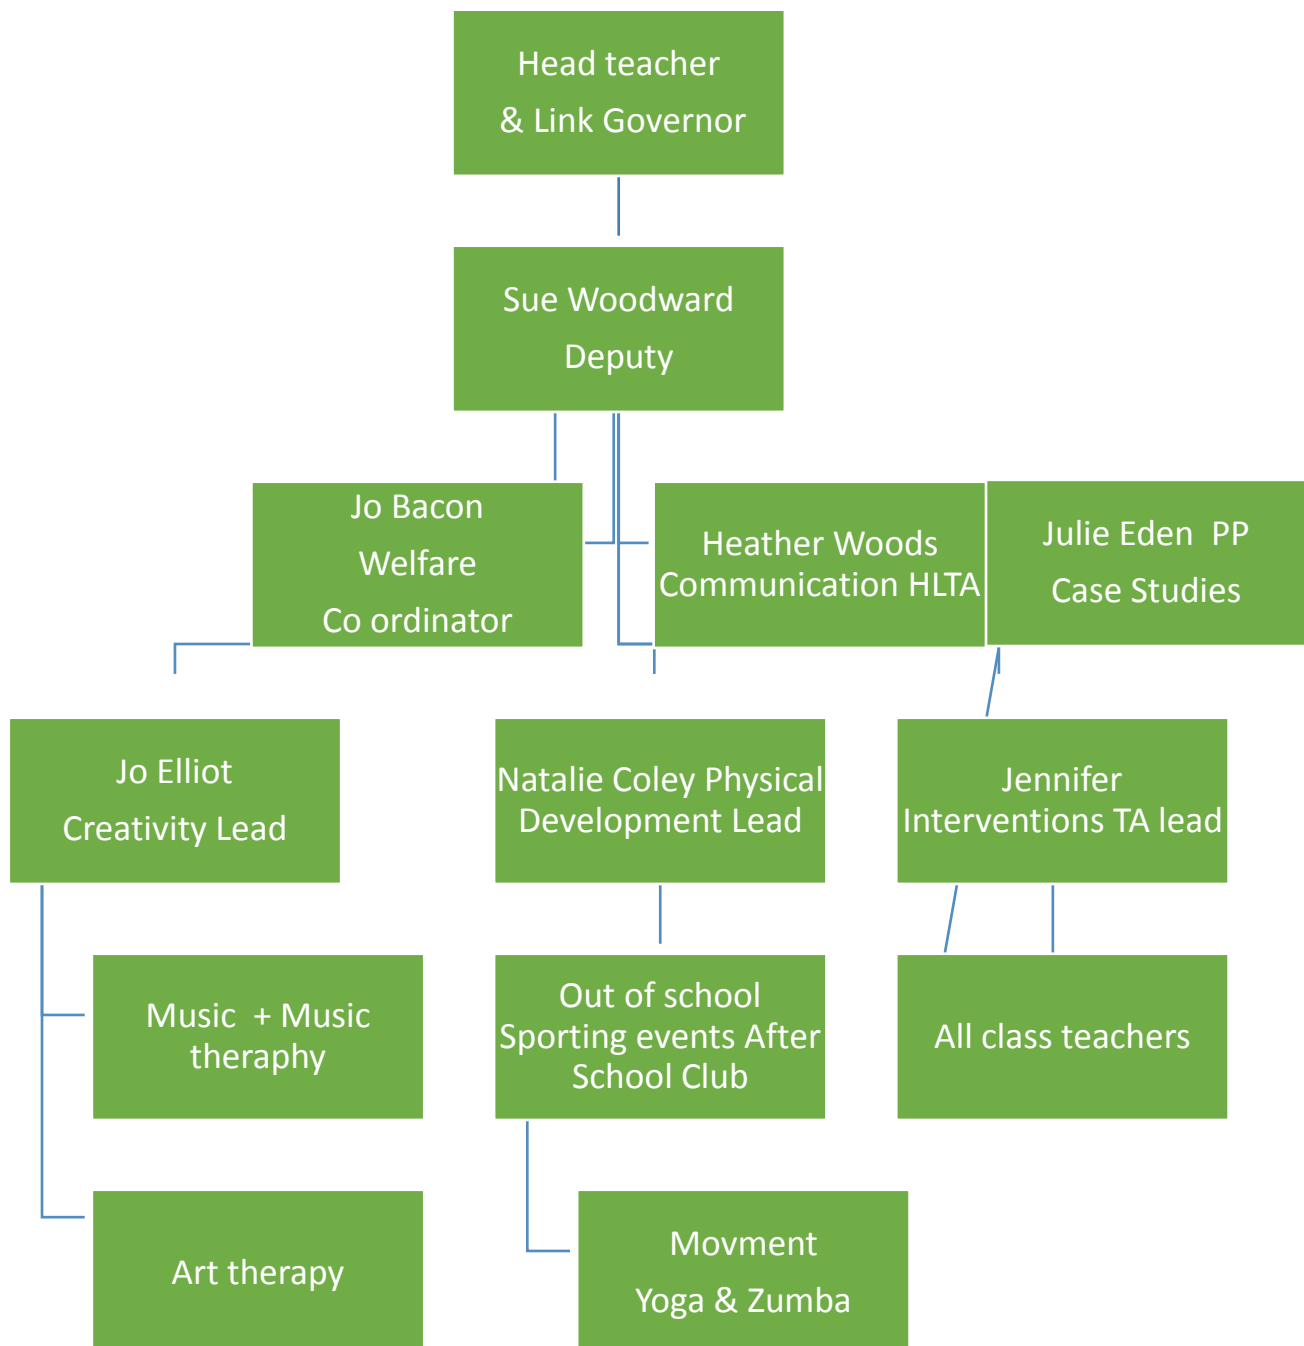 Head teacher
& Link Governor
Sue Woodward
Deputy
Jo Bacon
Welfare
Co ordinator
Heather Woods
Communication HLTA
Julie Eden  PP
Case Studies
Jo Elliot
Creativity Lead
Natalie Coley Physical
Development Lead
Jennifer
Interventions TA lead
Music  + Music
theraphy
Out of school
Sporting events After
School Club
All class teachers
Art therapy
Movment
Yoga & Zumba